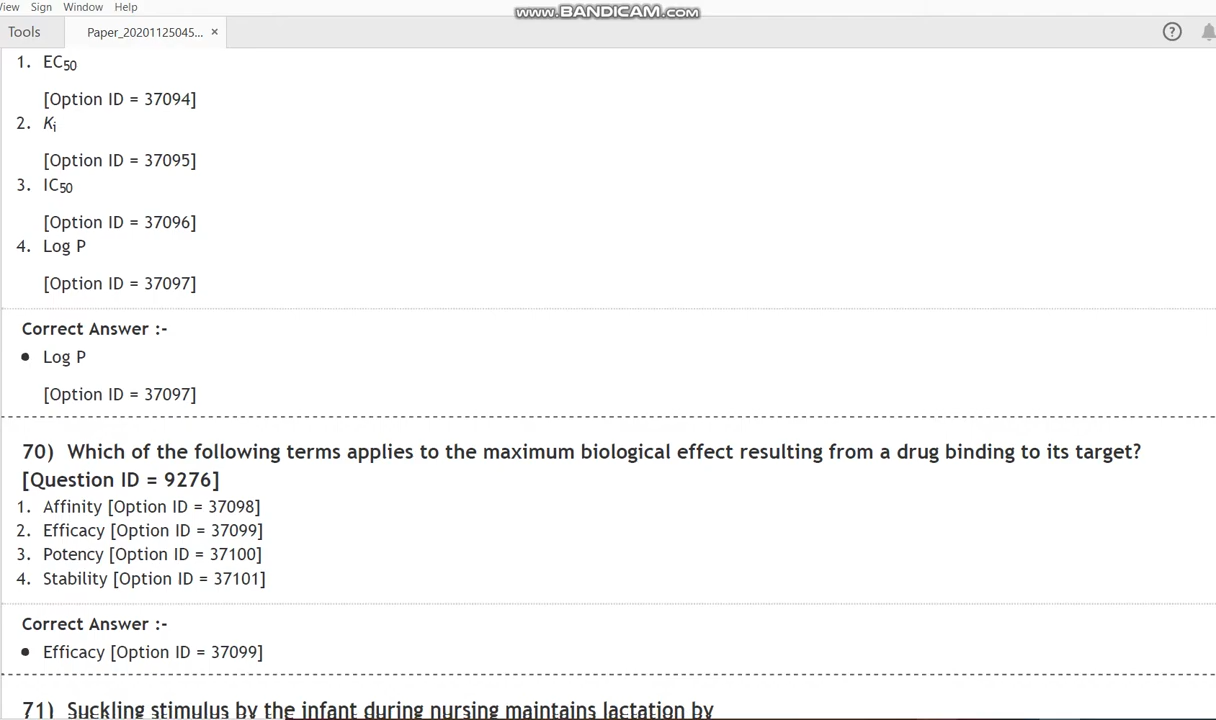 View Sign Window Help
www.BANDICAM.com
Tools Paper_20201125045... ×
?
1. EC50
[Option ID = 37094]
2. Ki
[Option ID = 37095]
3. IC50
[Option ID = 37096]
4. Log P
[Option ID = 37097]
Correct Answer :-
• Log P
[Option ID = 37097]
70) Which of the following terms applies to the maximum biological effect resulting from a drug binding to its target?
[Question ID = 9276]
1. Affinity [Option ID = 37098]
2. Efficacy [Option ID = 37099]
3. Potency [Option ID = 37100]
4. Stability [Option ID = 37101]
Correct Answer :-
• Efficacy [Option ID = 37099]
71) Suckling stimulus by the infant during nursing maintains lactation by